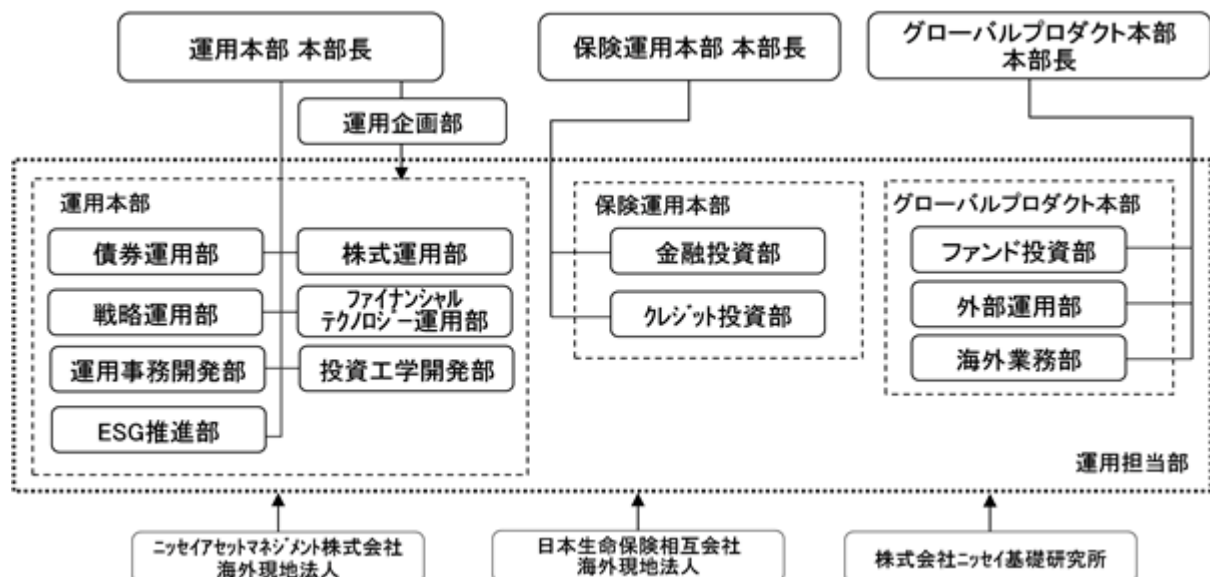 運用本部 本部長
保険運用本部 本部長
グローバルプロダクト本部
本部長
運用企画部
運用本部
債券運用部
株式運用部
戦略運用部
ファイナンシャル
テクノロジー運用部
運用事務開発部
投資工学開発部
ESG推進部
保険運用本部
金融投資部
クレジット投資部
グローバルプロダクト本部
ファンド投資部
外部運用部
海外業務部
運用担当部
ニッセイアセットマネジメント株式会社
海外現地法人
日本生命保険相互会社
海外現地法人
株式会社ニッセイ基礎研究所